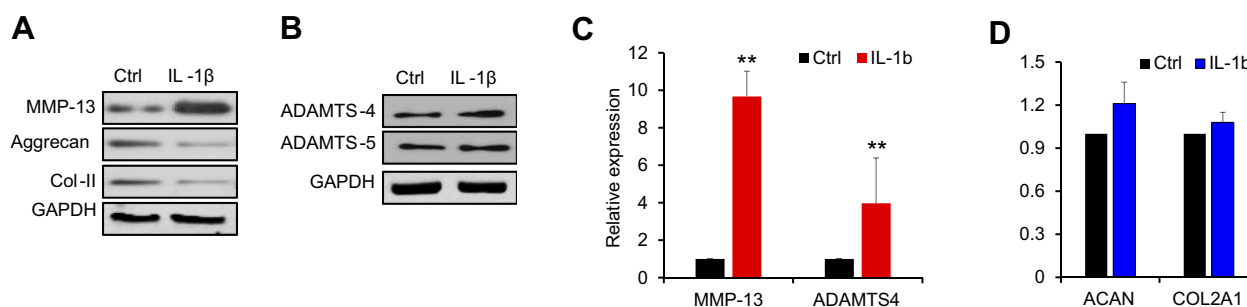 A
Ctrl IL -1β
MMP-13
Aggrecan
Col-II
GAPDH
B
Ctrl IL -1β
ADAMTS-4
ADAMTS-5
GAPDH
C
Ctrl IL-1b
Relative expression
12
10
8
6
4
2
0
**
**
MMP-13 ADAMTS4
D
Ctrl IL-1b
1.5
1.2
0.9
0.6
0.3
0
ACAN COL2A1